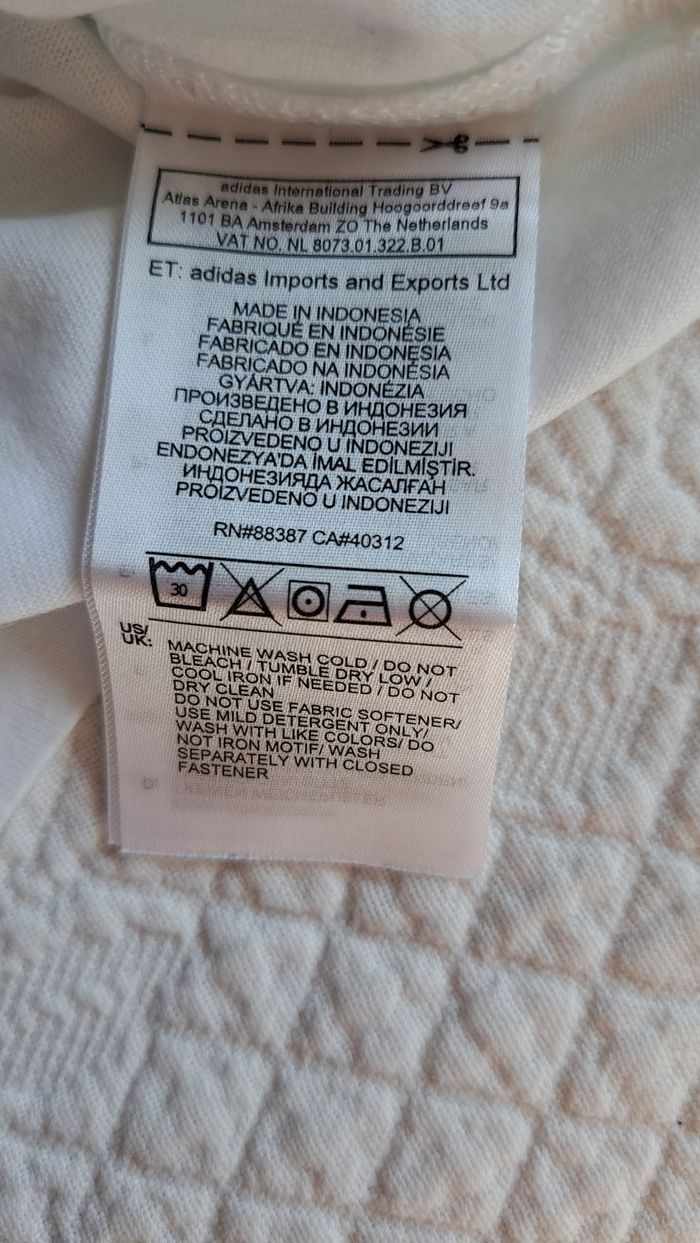 adidas International Trading BV
Atlas Arena - Afrika Building Hoogoorddreef 9a
1101 BA Amsterdam ZO The Netherlands
VAT NO. NL 8073.01.322.B.01
ET: adidas Imports and Exports Ltd
MADE IN INDONESIA
FABRIQUÉ EN INDONÉSIE
FABRICADO EN INDONESIA
FABRICADO NA INDONÉSIA
GYÁRTVA: INDONÉZIA
ПРОИЗВЕДЕНО В ИНДОНЕЗИЯ
СДЕЛАНО В ИНДОНЕЗИИ
PROIZVEDENO U INDONEZIJI
ENDONEZYA'DA İMAL EDİLMİŞTİR.
ИНДОНЕЗИЯДА ЖАСАЛҒАН
PROIZVEDENO U INDONEZIJI
RN#88387 CA#40312
30
US/
UK: MACHINE WASH COLD / DO NOT
BLEACH / TUMBLE DRY LOW /
COOL IRON IF NEEDED / DO NOT
DRY CLEAN
DO NOT USE FABRIC SOFTENER/
USE MILD DETERGENT ONLY/
WASH WITH LIKE COLORS/ DO
NOT IRON MOTIF/ WASH
SEPARATELY WITH CLOSED
FASTENER